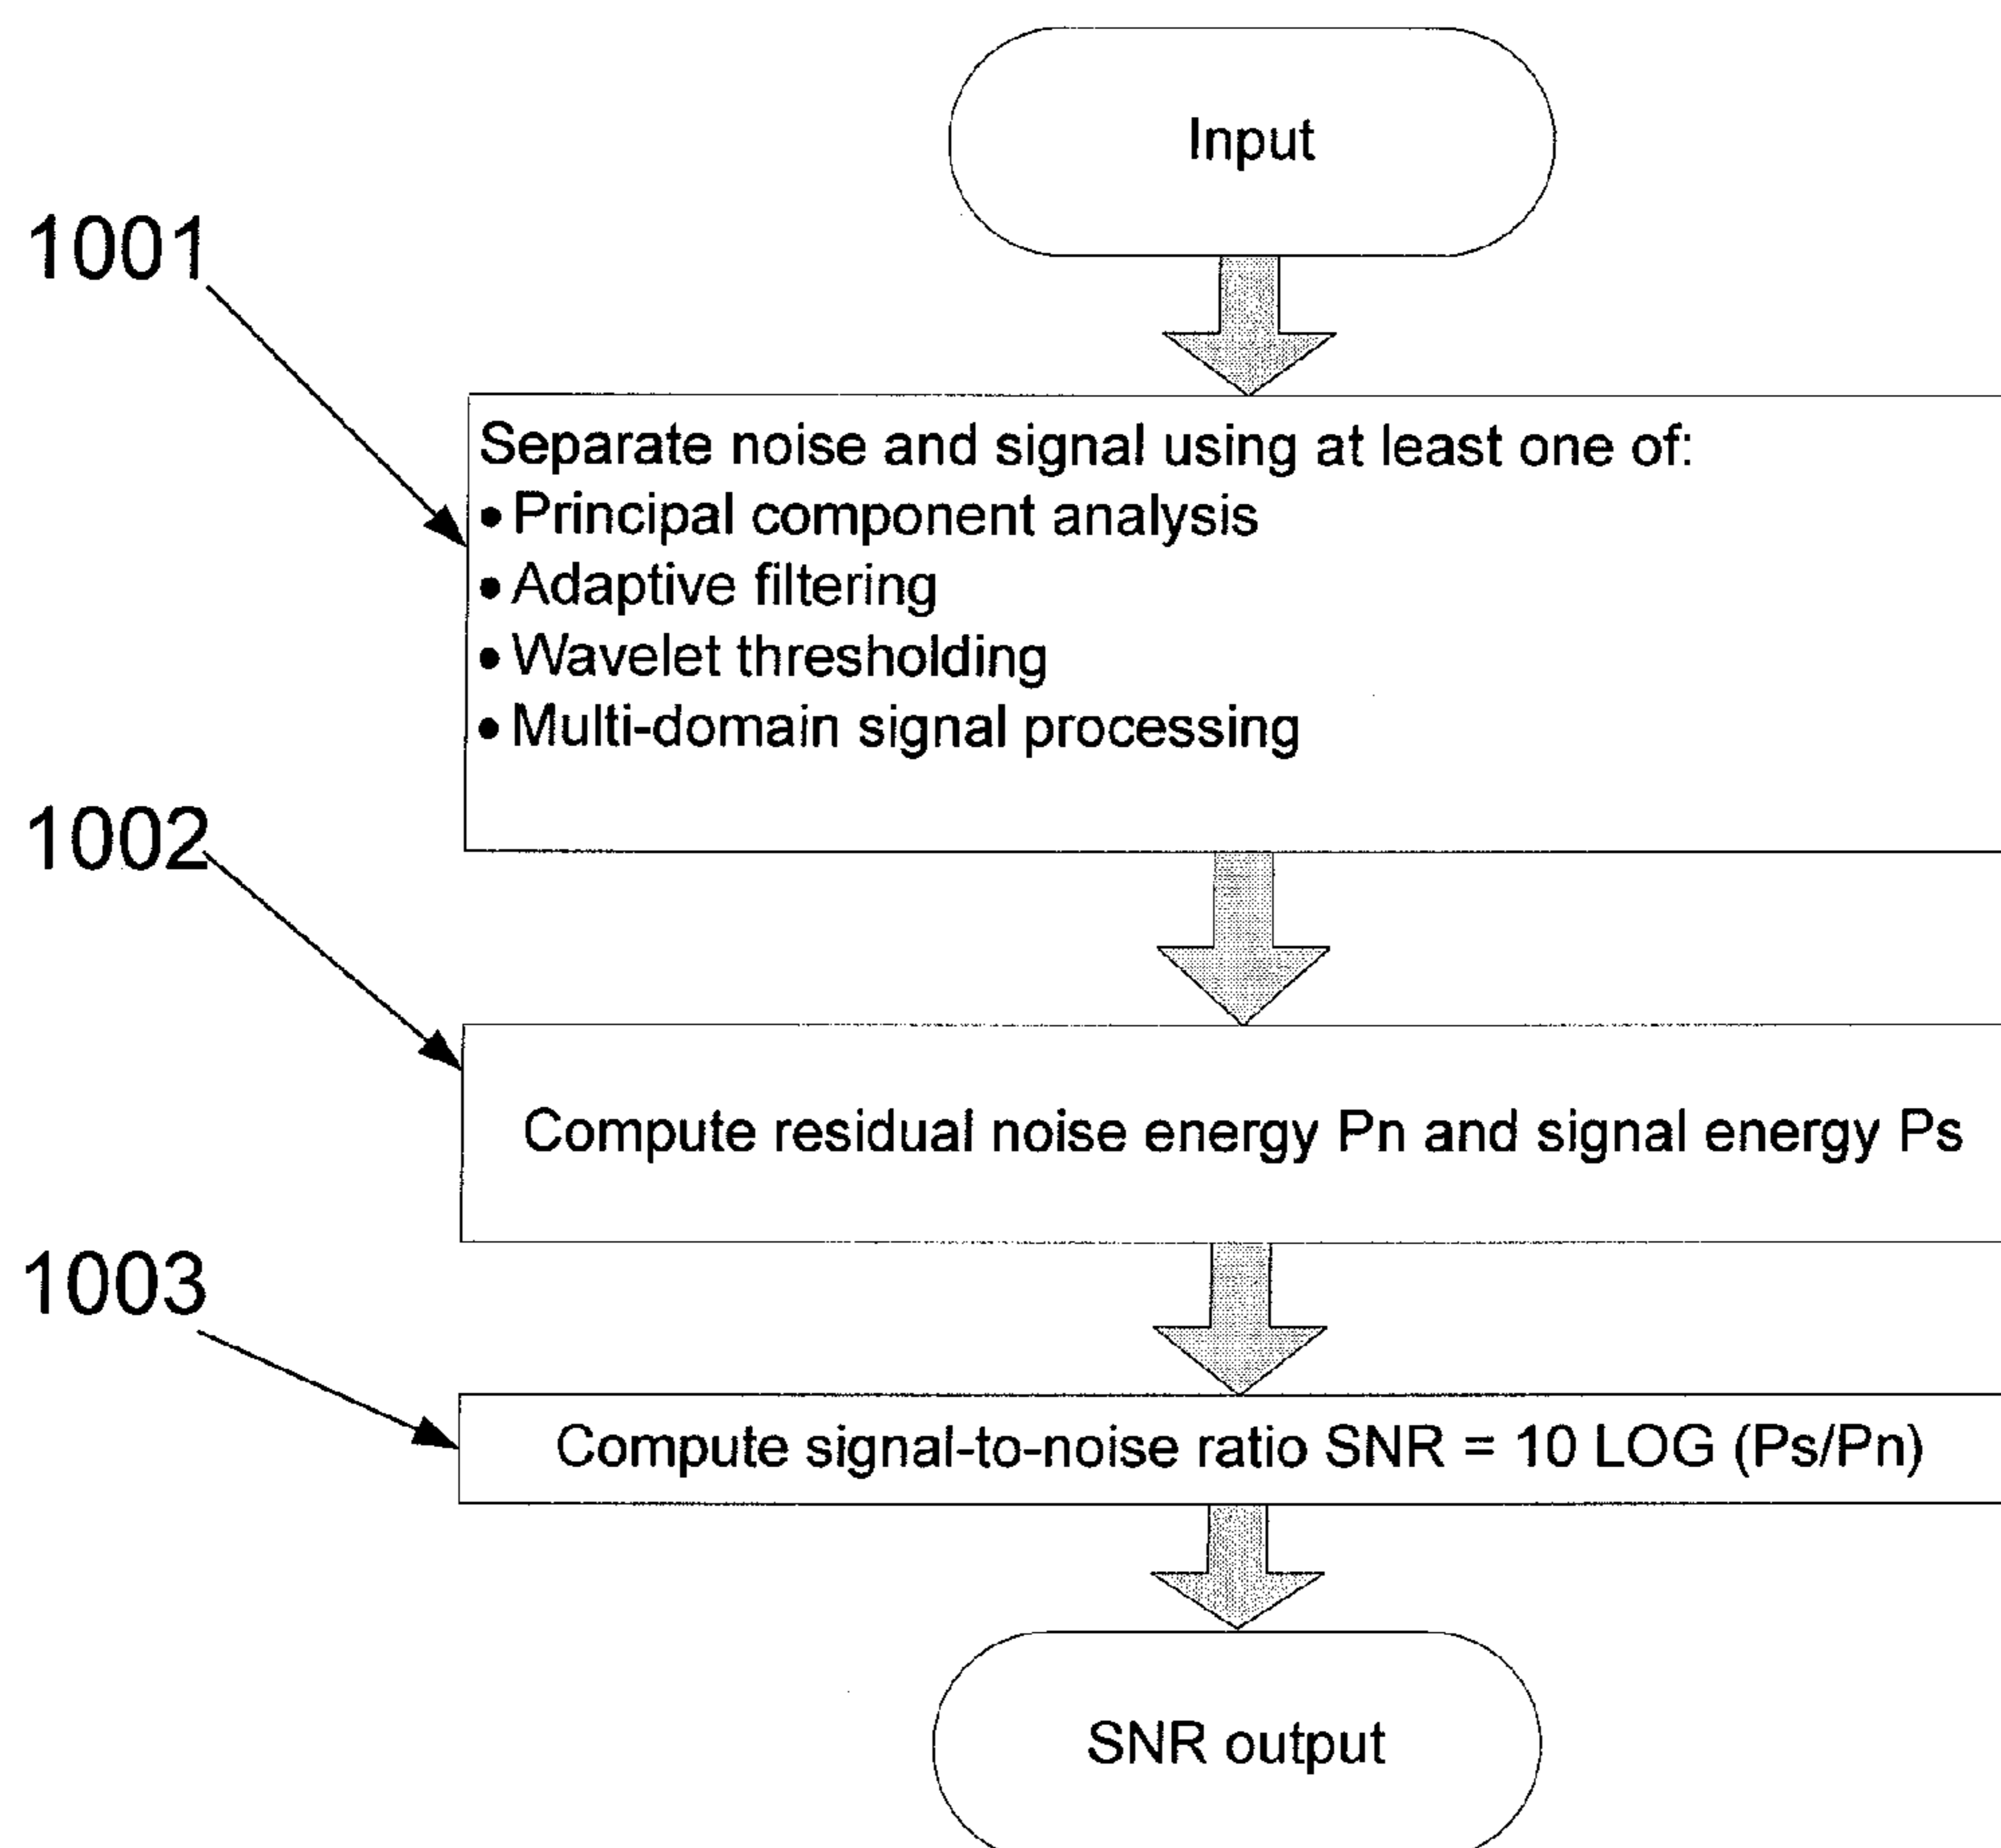 Input
1001
Separate noise and signal using at least one of:
• Principal component analysis
• Adaptive filtering
• Wavelet thresholding
• Multi-domain signal processing
1002
Compute residual noise energy Pn and signal energy Ps
1003
Compute signal-to-noise ratio SNR = 10 LOG (Ps/Pn)
SNR output